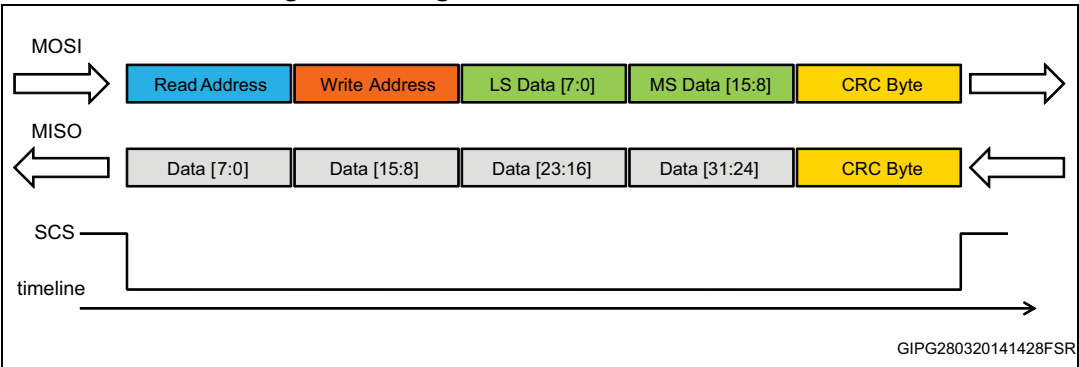 MOSI
Read Address Write Address LS Data [7:0] MS Data [15:8] CRC Byte
MISO
Data [7:0] Data [15:8] Data [23:16] Data [31:24] CRC Byte
SCS
timeline
GIPG280320141428FSR